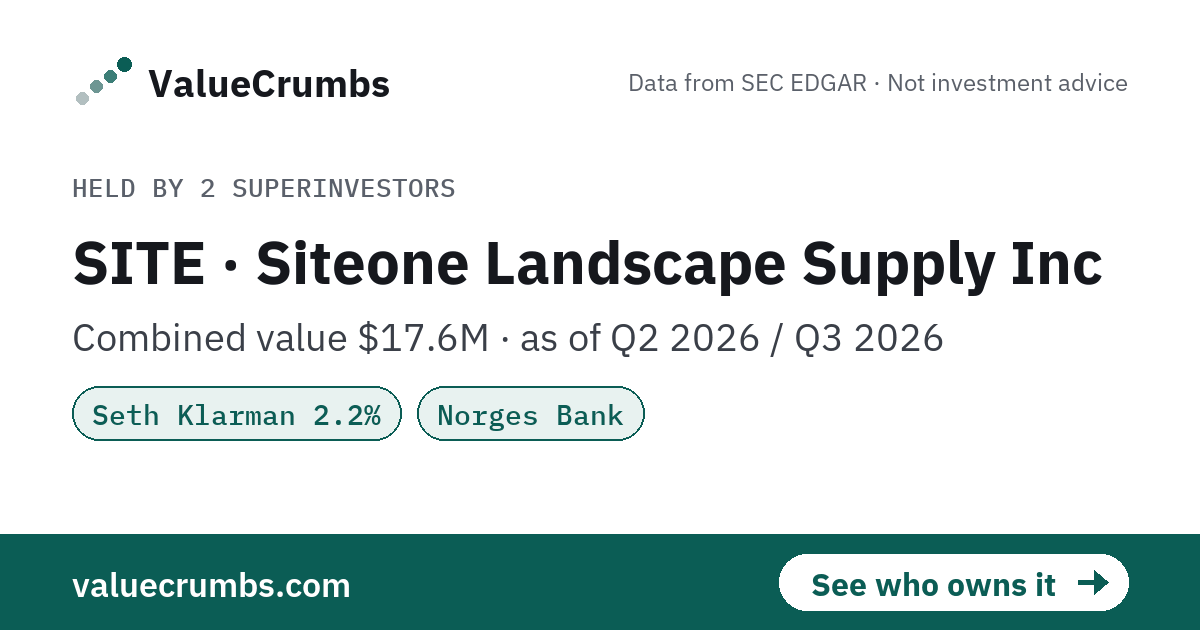 ValueCrumbs
Data from SEC EDGAR · Not investment advice
HELD BY 2 SUPERINVESTORS
SITE · Siteone Landscape Supply Inc
Combined value $17.6M · as of Q2 2026 / Q3 2026
Seth Klarman 2.2%
Norges Bank
valuecrumbs.com
See who owns it